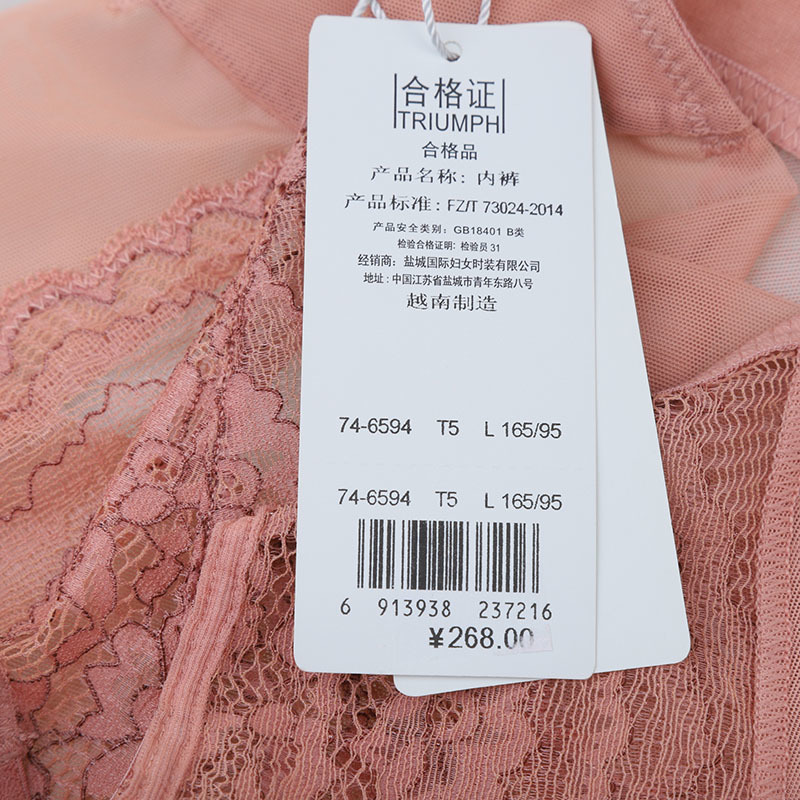 合格证
TRIUMPH
合格品
产品名称: 内裤
产品标准: FZ/T 73024-2014
产品安全类别: GB18401 B类
检验合格证明: 检验员 31
经销商: 盐城国际妇女时装有限公司
地址: 中国江苏省盐城市青年东路八号
越南制造
74-6594 T5 L 165/95
74-6594 T5 L 165/95
6 913938 237216
¥268.00